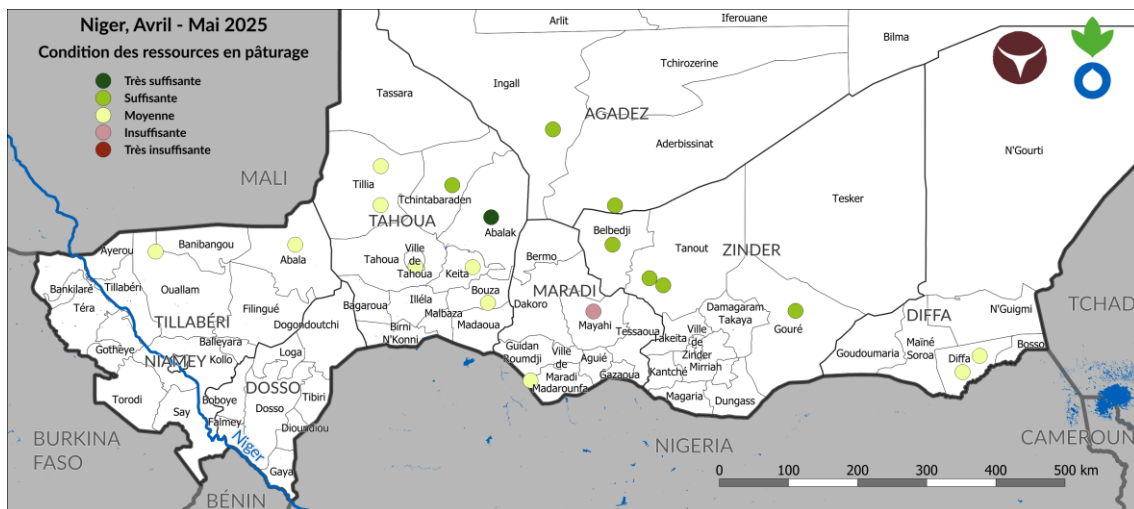 Niger, Avril - Mai 2025
Condition des ressources en pâturage
Très suffisante
Suffisante
Moyenne
Insuffisante
Très insuffisante
Arlit
Iferouane
Bilma
Tchirozerine
Ingall
Tassara
AGADEZ
Aderbissinat
N'Gourti
MALI
Tillia
Tchintabaraden
Tesker
TAHOUA
Abalak
Belbedji
Tanout
ZINDER
Ayerou
Banibangou
Abala
Tahoua
Ville
de
Tahoua
Keita
Bermo
Bankilaré
Tillabéri
Ouallam
Bouza
MARADI
TCHAD
Téra
Filingué
Bagaroua
Illéla
Malbaza
Dakoro
Damagaram
Takaya
Gouré
N'Guigmi
TILLABÉRI
Dogondoutchi
Birni
N'Konni
Madaoua
Mayahi
Tessaoua
DIFFA
Gotheye
Balleyara
Takeita
Ville
de
Zinder
Goudoumaria
Maïné
Soroa
Bosso
NIAMEY
Kollo
Loga
Guidan
Roumdji
Ville
de
Maradi
Aguié
Mirriah
Diffa
Torodi
DOSSO
Madarounfa
Gazaoua
Kantché
Say
Boboye
Tibiri
Magaria
Dungass
Dosso
Falmey
Dioundiou
BURKINA
FASO
Niger
NIGERIA
CAMEROUN
Gaya
BÉNIN
0 100 200 300 400 500 km